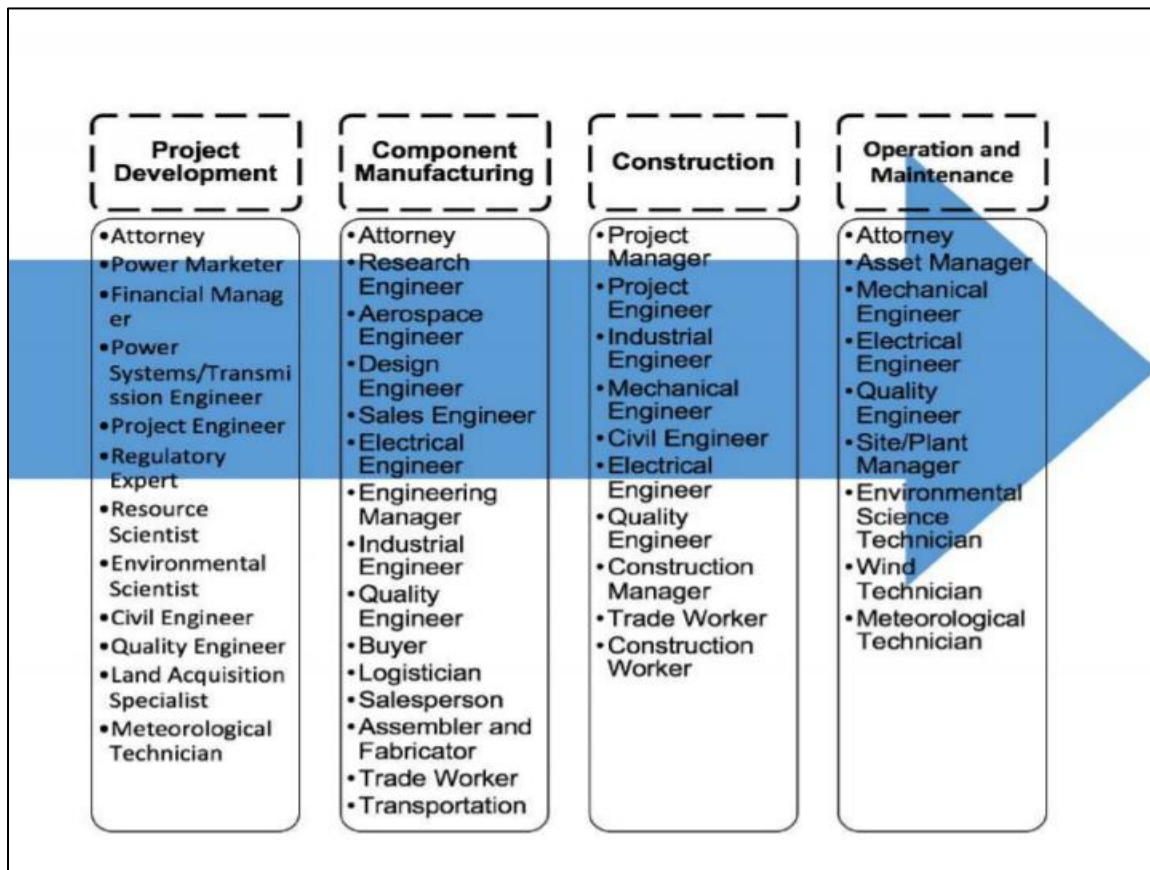 Project
Development
•Attorney
•Power Marketer
•Financial Manag
er
•Power
Systems/Transmi
ssion Engineer
•Project Engineer
•Regulatory
Expert
•Resource
Scientist
•Environmental
Scientist
•Civil Engineer
•Quality Engineer
•Land Acquisition
Specialist
•Meteorological
Technician
Component
Manufacturing
•Attorney
•Research
Engineer
•Aerospace
Engineer
•Design
Engineer
•Sales Engineer
•Electrical
Engineer
•Engineering
Manager
•Industrial
Engineer
•Quality
Engineer
•Buyer
•Logistician
•Salesperson
•Assembler and
Fabricator
•Trade Worker
•Transportation
Construction
•Project
Manager
•Project
Engineer
•Industrial
Engineer
•Mechanical
Engineer
•Civil Engineer
•Electrical
Engineer
•Quality
Engineer
•Construction
Manager
•Trade Worker
•Construction
Worker
Operation and
Maintenance
•Attorney
•Asset Manager
•Mechanical
Engineer
•Electrical
Engineer
•Quality
Engineer
•Site/Plant
Manager
•Environmental
Science
Technician
•Wind
Technician
•Meteorological
Technician